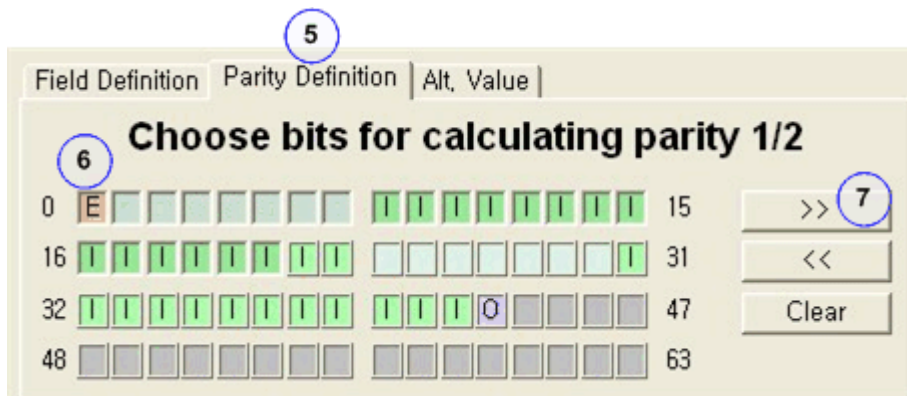 5
Field Definition Parity Definition Alt, Value
Choose bits for calculating parity 1/2
6
0 E I I I I I I I I 15 >> 7
16 I I I I I I I I I 31 <<
32 I I I I I I I I I I I O 47 Clear
48 63